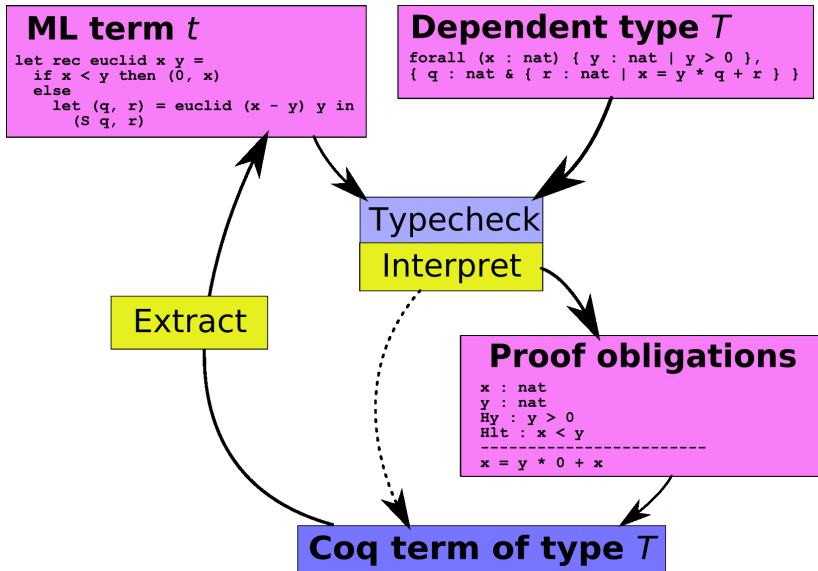 ML term t
let rec euclid x y =
if x < y then (0, x)
else
let (q, r) = euclid (x - y) y in
(S q, r)
Dependent type T
forall (x : nat) { y : nat | y > 0 },
{ q : nat & { r : nat | x = y * q + r } }
Typecheck
Interpret
Extract
Proof obligations
x : nat
y : nat
Hy : y > 0
Hlt : x < y
------------------------
x = y * 0 + x
Coq term of type T